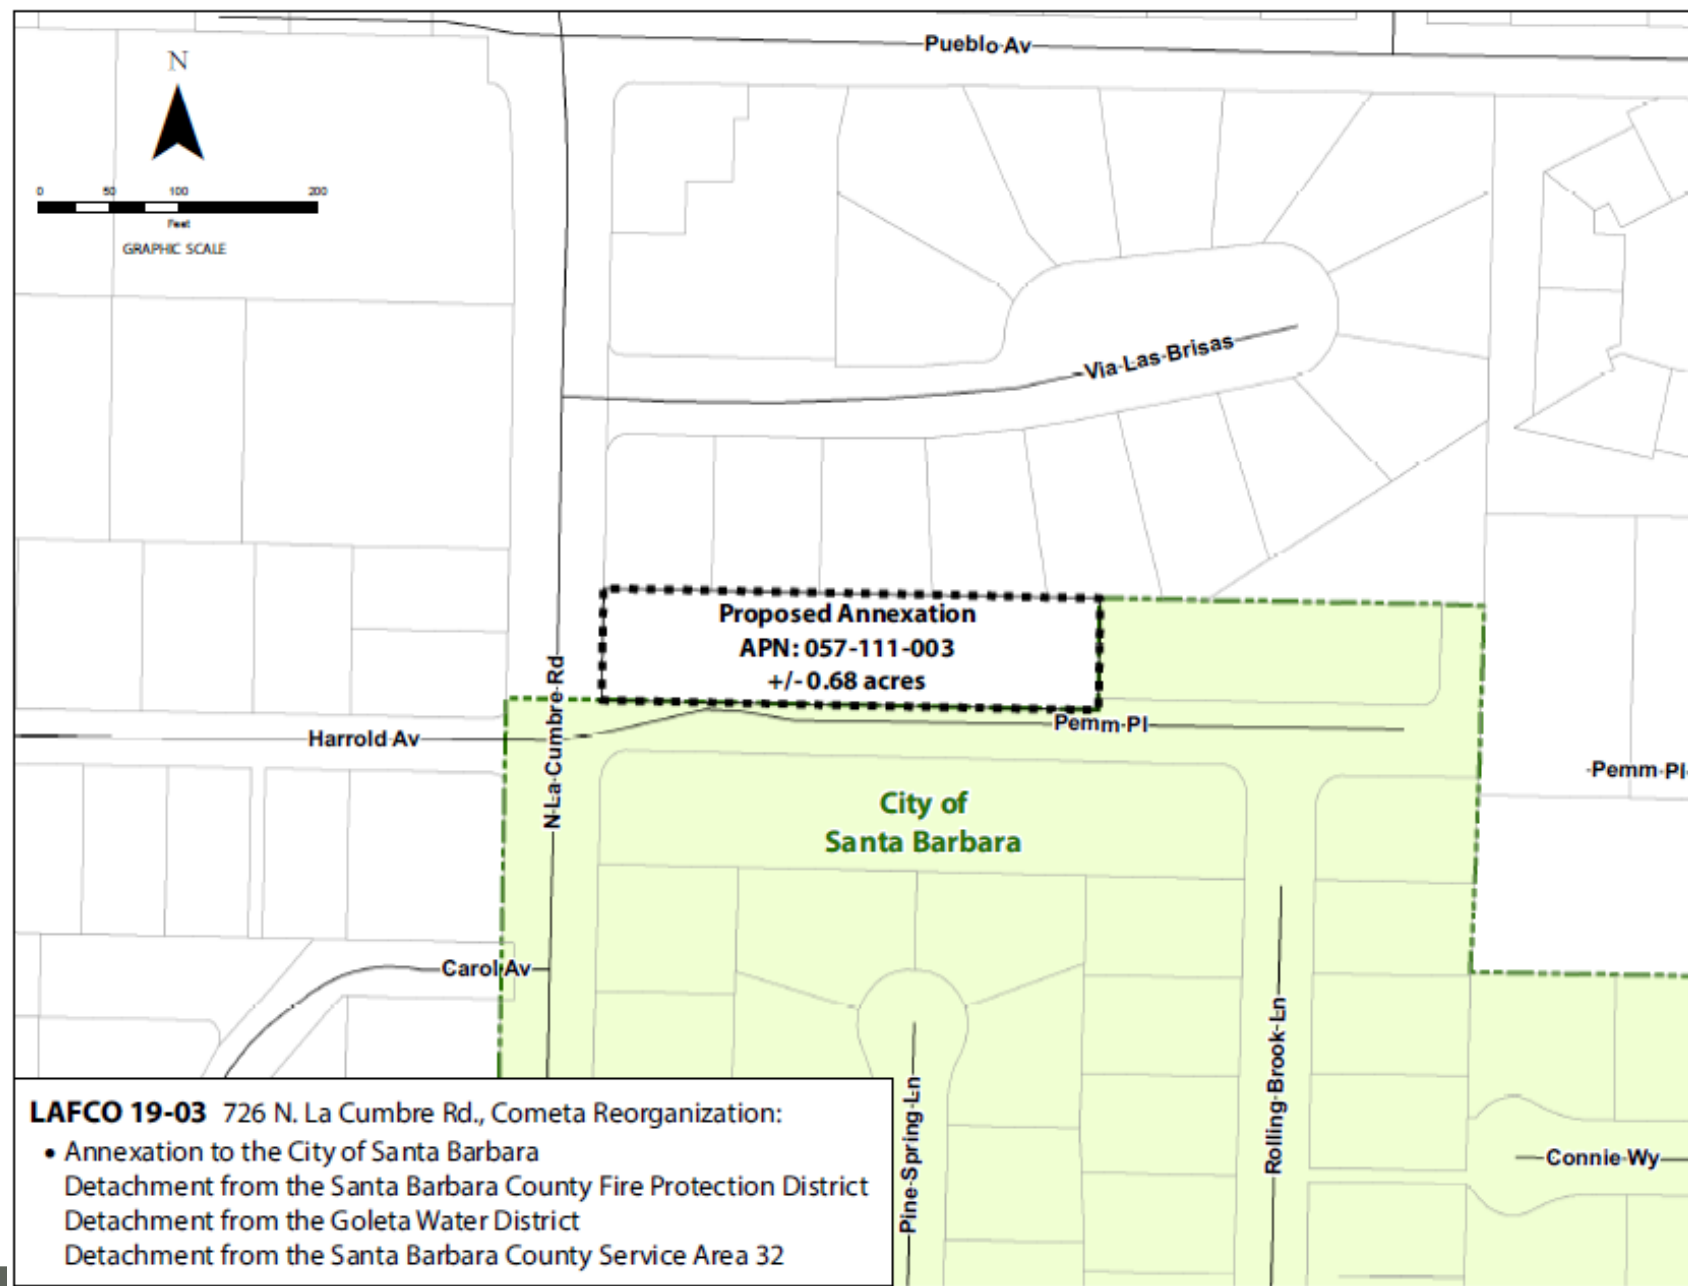 Pueblo Av
N
0 50 100 200
Feet
GRAPHIC SCALE
Via Las Brisas
Proposed Annexation
APN: 057-111-003
+/- 0.68 acres
N La Cumbre Rd
Harrold Av
Pemm Pl
Pemm Pl
City of
Santa Barbara
Carol Av
Pine Spring Ln
Rolling Brook Ln
Connie Wy
LAFCO 19-03 726 N. La Cumbre Rd., Cometa Reorganization:
• Annexation to the City of Santa Barbara
Detachment from the Santa Barbara County Fire Protection District
Detachment from the Goleta Water District
Detachment from the Santa Barbara County Service Area 32